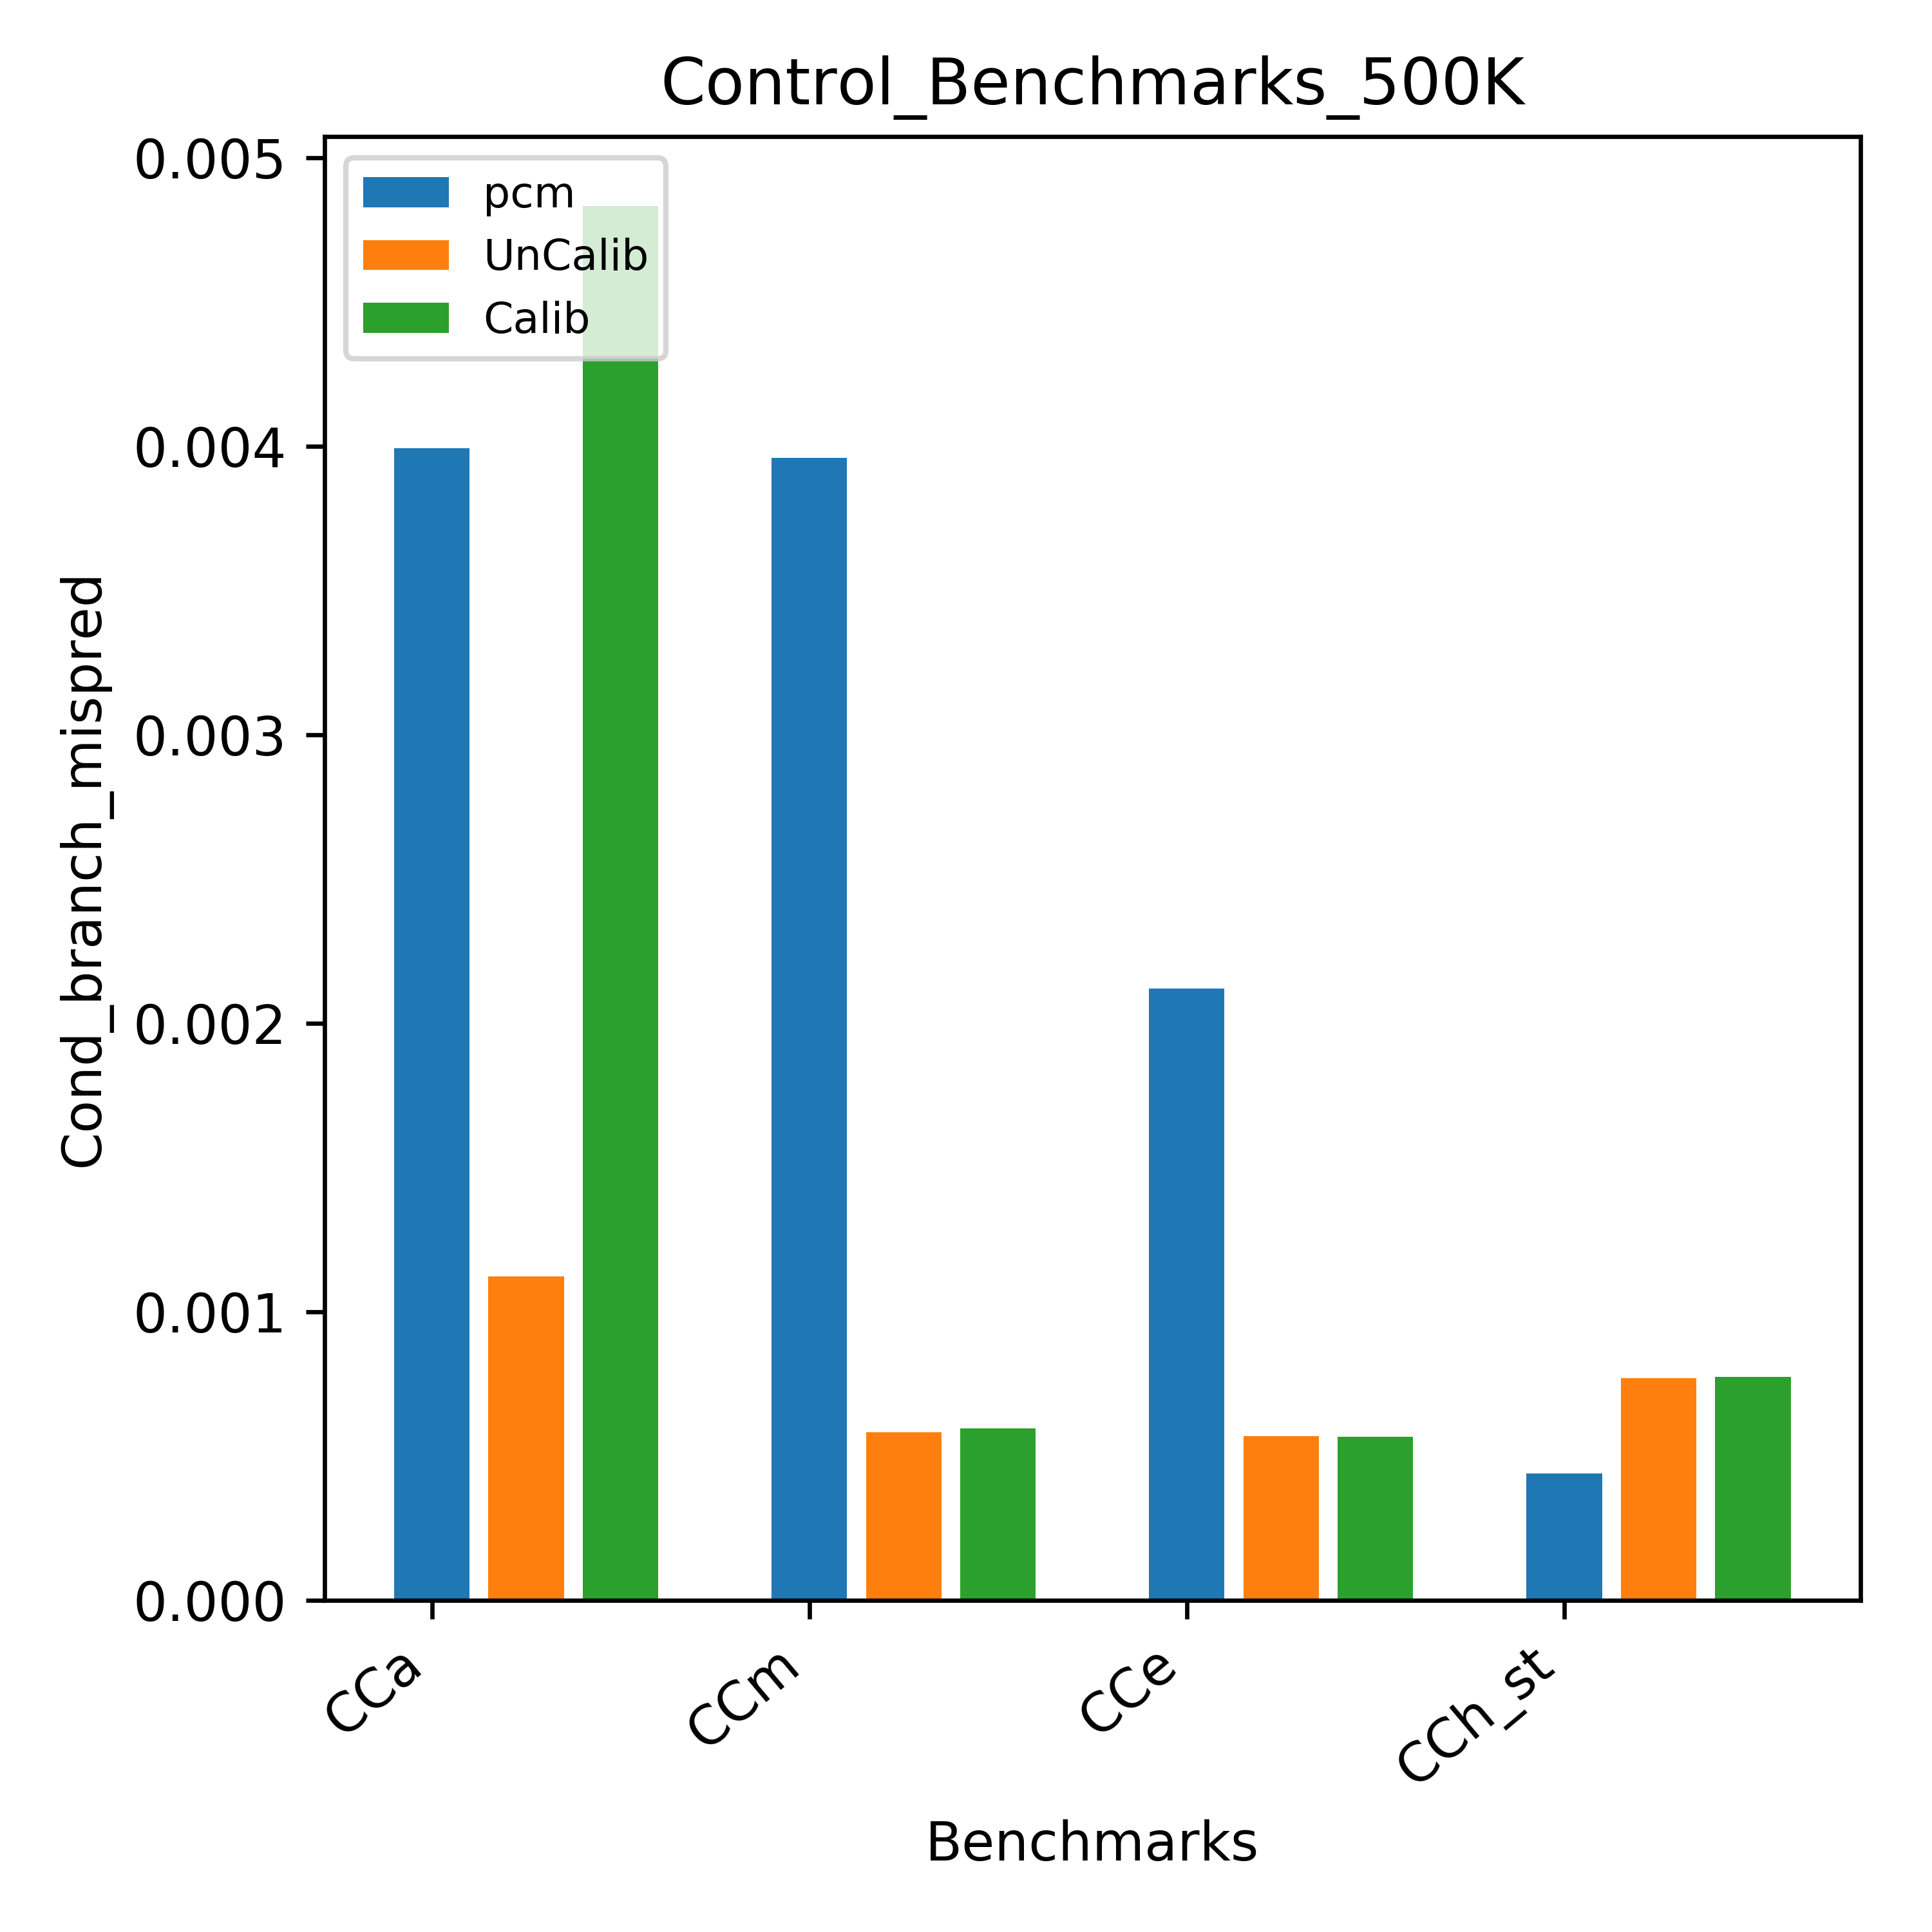 Control_Benchmarks_500K
pcm
UnCalib
Calib
0.005
0.004
0.003
0.002
0.001
0.000
Cond_branch_mispred
CCa
CCm
CCe
CCh_st
Benchmarks